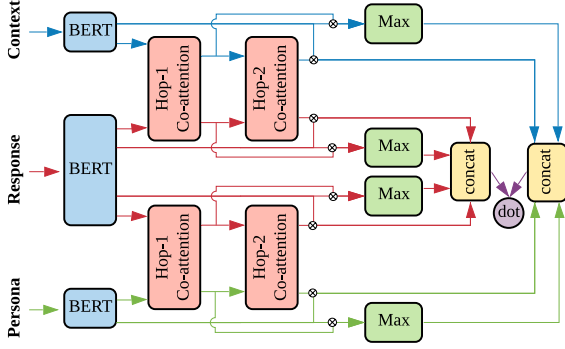 Context
BERT
Max
Hop-1
Co-attention
Hop-2
Co-attention
Response
BERT
Max
Max
concat
concat
dot
Hop-1
Co-attention
Hop-2
Co-attention
Persona
BERT
Max